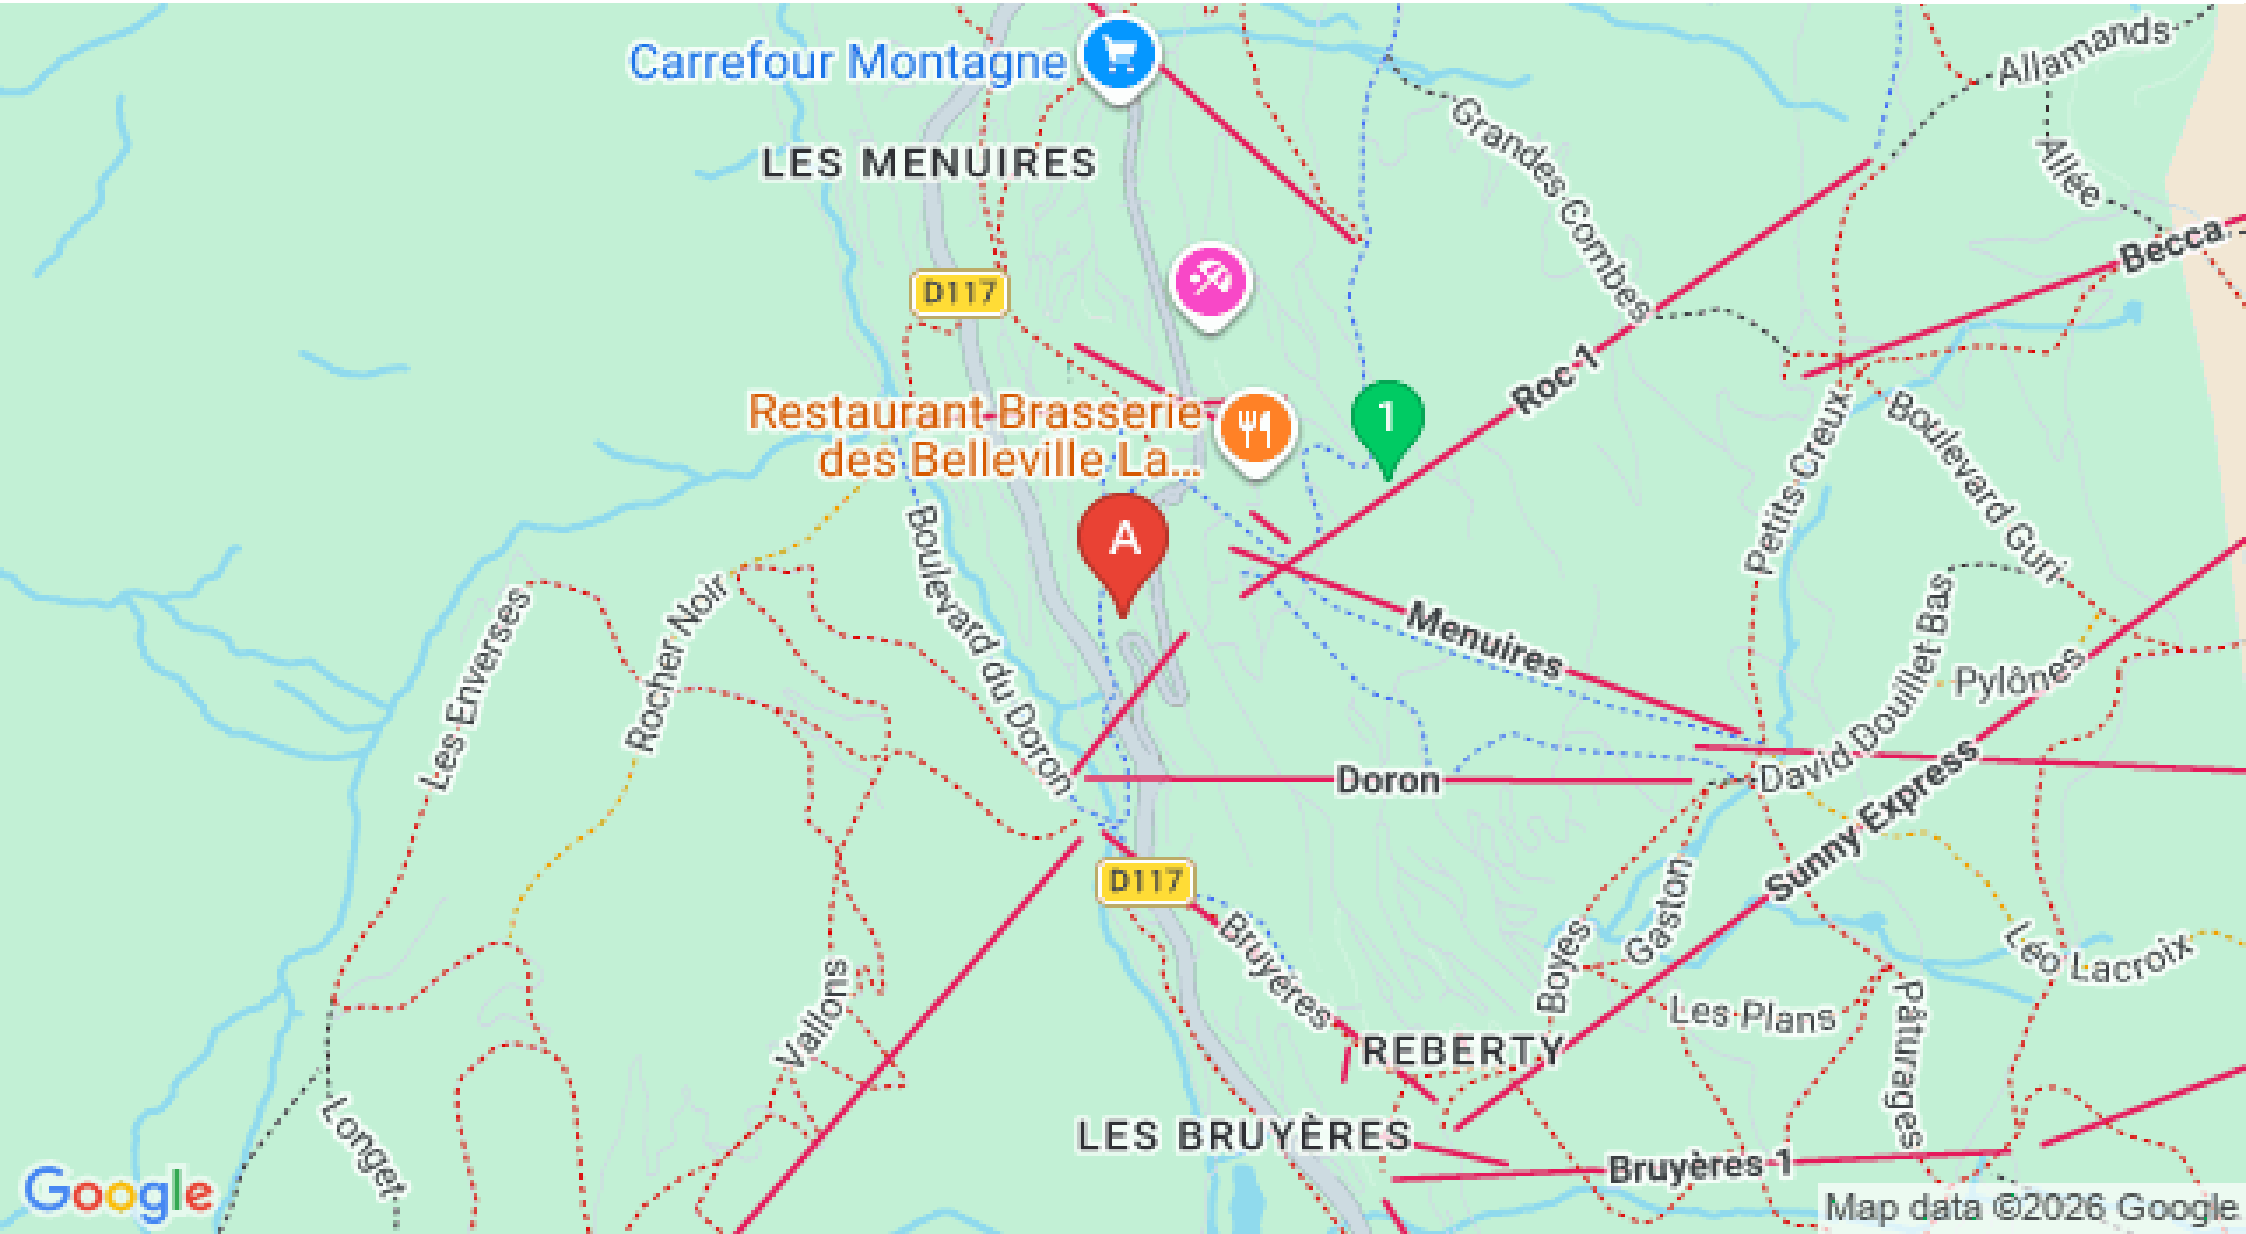 Carrefour Montagne
Allamands
Grandes Combes
Allée
LES MENUIRES
Becca
D117
Roc 1
1
Restaurant Brasserie
des Belleville La...
Petits Creux
Boulevard Guri
A
Boulevard du Doron
Les Enverses
Rocher Noir
Menuires
David Douillet Bas
Pylônes
Doron
Sunny Express
D117
Bruyères
Gaston
Boyes
Léo Lacroix
Vallons
Les Plans
Pâturages
REBERTY
LES BRUYÈRES
Longet
Bruyères 1
Google
Map data ©2026 Google